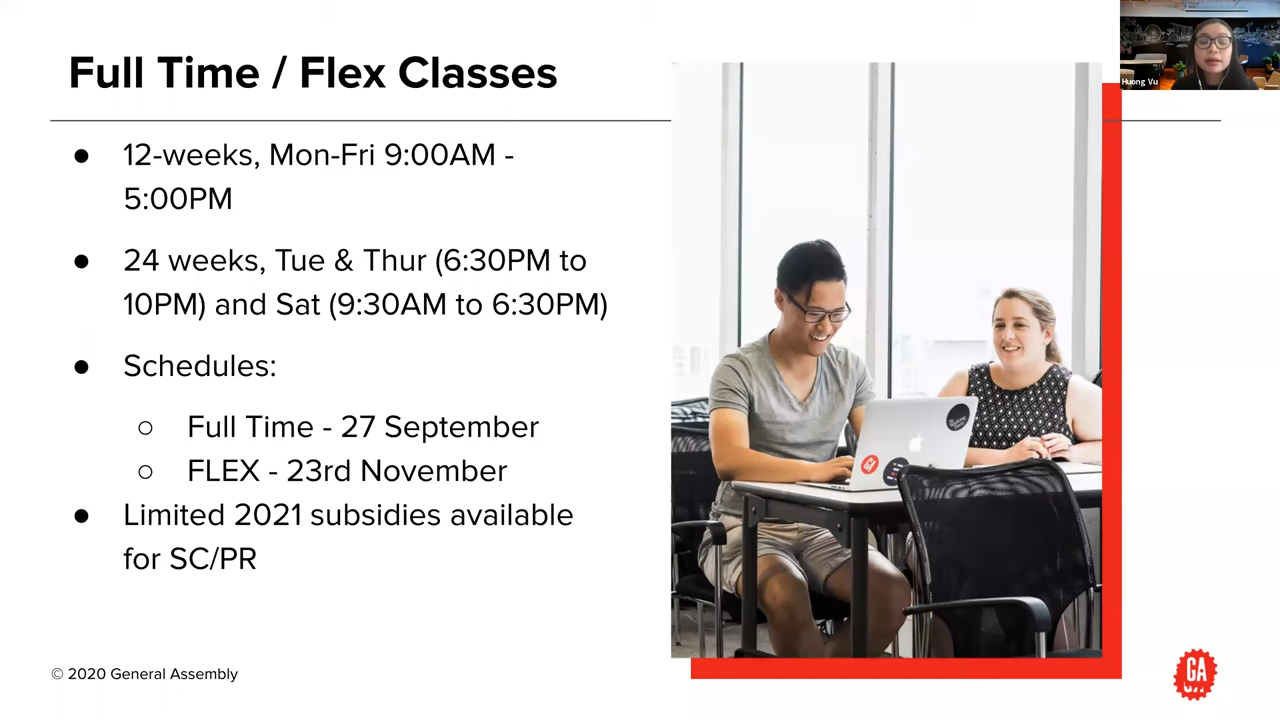 Full Time / Flex Classes
Huong Vu
● 12-weeks, Mon-Fri 9:00AM -
5:00PM
● 24 weeks, Tue & Thur (6:30PM to
10PM) and Sat (9:30AM to 6:30PM)
● Schedules:
○ Full Time - 27 September
○ FLEX - 23rd November
● Limited 2021 subsidies available
for SC/PR
© 2020 General Assembly
GA